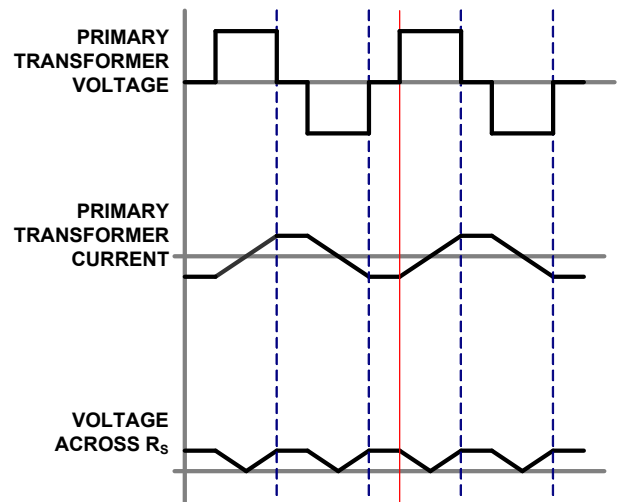 PRIMARY
TRANSFORMER
VOLTAGE
PRIMARY
TRANSFORMER
CURRENT
VOLTAGE
ACROSS RS